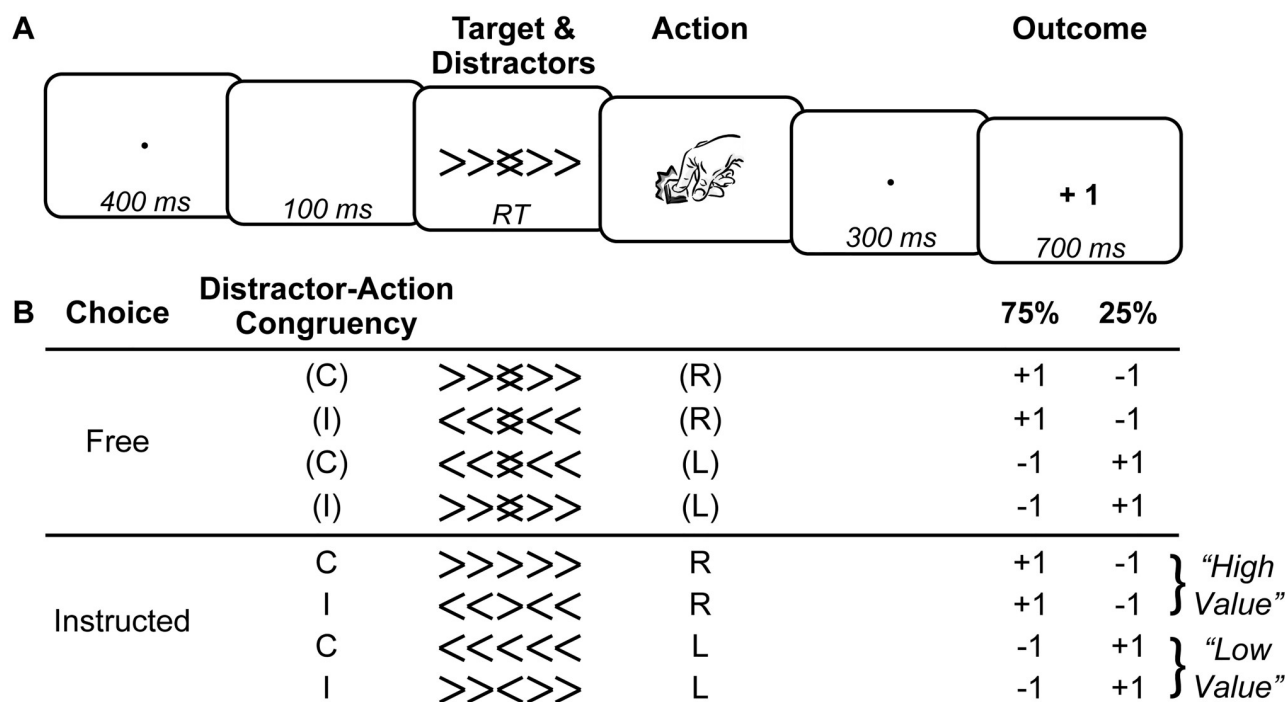 A Target & Action Outcome
Distractors
>>⪤>>
400 ms 100 ms RT 300 ms + 1
700 ms
B Choice Distractor-Action Congruency 75% 25%
Free
(C) >><>>> (R) +1 -1
(I) <<><<< (R) +1 -1
(C) <<><<< (L) -1 +1
(I) >><>>> (L) -1 +1
Instructed
C >>>>> R +1 -1
I <<><< R +1 -1
“High Value”
C <<<<< L -1 +1
I >><>> L -1 +1
“Low Value”